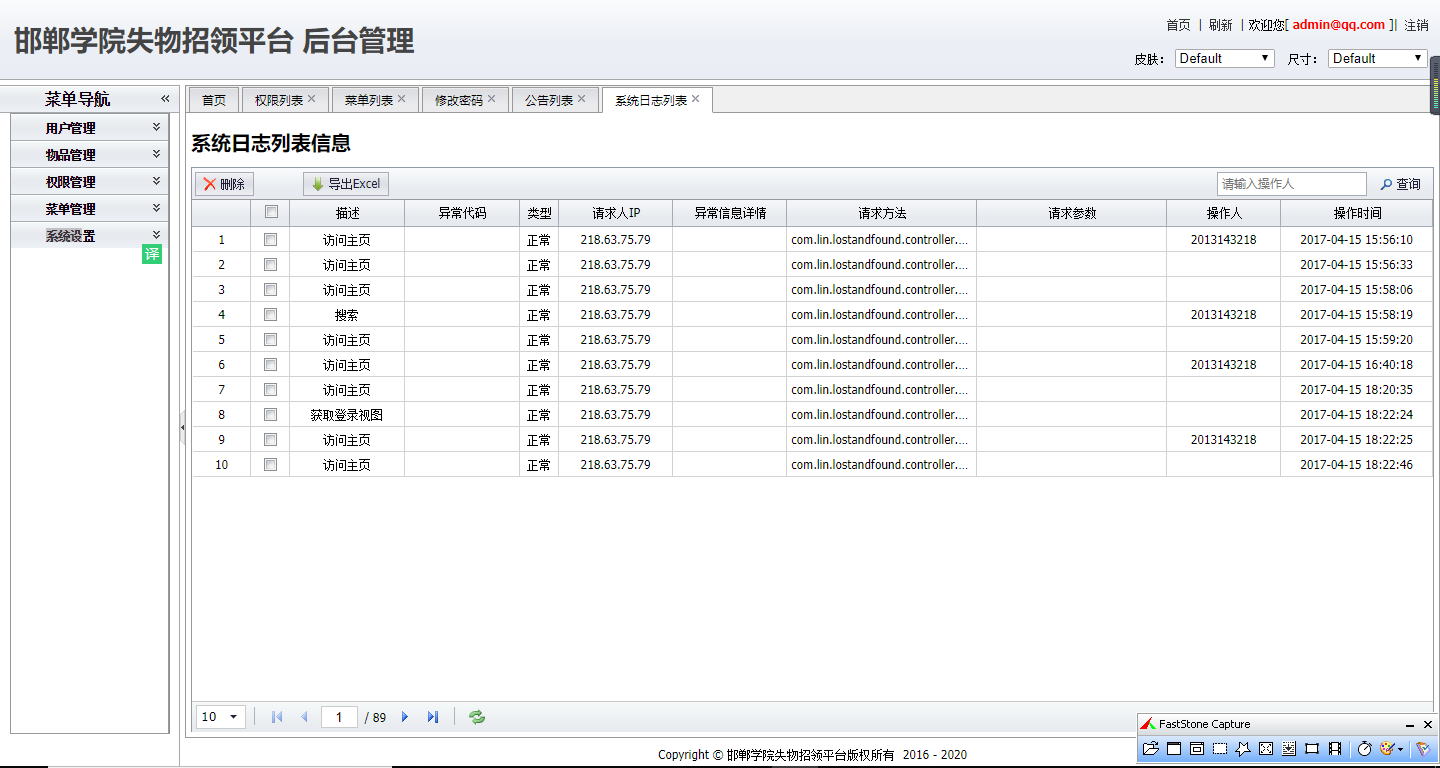 邯郸学院失物招领平台 后台管理
首页 | 刷新 | 欢迎您[ admin@qq.com ]| 注销
皮肤： Default 尺寸： Default
菜单导航
用户管理
物品管理
权限管理
菜单管理
系统设置
译
首页 权限列表 菜单列表 修改密码 公告列表 系统日志列表
系统日志列表信息
删除 导出Excel 请输入操作人 查询
描述 异常代码 类型 请求人IP 异常信息详情 请求方法 请求参数 操作人 操作时间
1 访问主页 正常 218.63.75.79 com.lin.lostandfound.controller.... 2013143218 2017-04-15 15:56:10
2 访问主页 正常 218.63.75.79 com.lin.lostandfound.controller.... 2017-04-15 15:56:33
3 访问主页 正常 218.63.75.79 com.lin.lostandfound.controller.... 2017-04-15 15:58:06
4 搜索 正常 218.63.75.79 com.lin.lostandfound.controller.... 2013143218 2017-04-15 15:58:19
5 访问主页 正常 218.63.75.79 com.lin.lostandfound.controller.... 2017-04-15 15:59:20
6 访问主页 正常 218.63.75.79 com.lin.lostandfound.controller.... 2013143218 2017-04-15 16:40:18
7 访问主页 正常 218.63.75.79 com.lin.lostandfound.controller.... 2017-04-15 18:20:35
8 获取登录视图 正常 218.63.75.79 com.lin.lostandfound.controller.... 2017-04-15 18:22:24
9 访问主页 正常 218.63.75.79 com.lin.lostandfound.controller.... 2013143218 2017-04-15 18:22:25
10 访问主页 正常 218.63.75.79 com.lin.lostandfound.controller.... 2017-04-15 18:22:46
10 1 / 89
FastStone Capture
Copyright © 邯郸学院失物招领平台版权所有 2016 - 2020